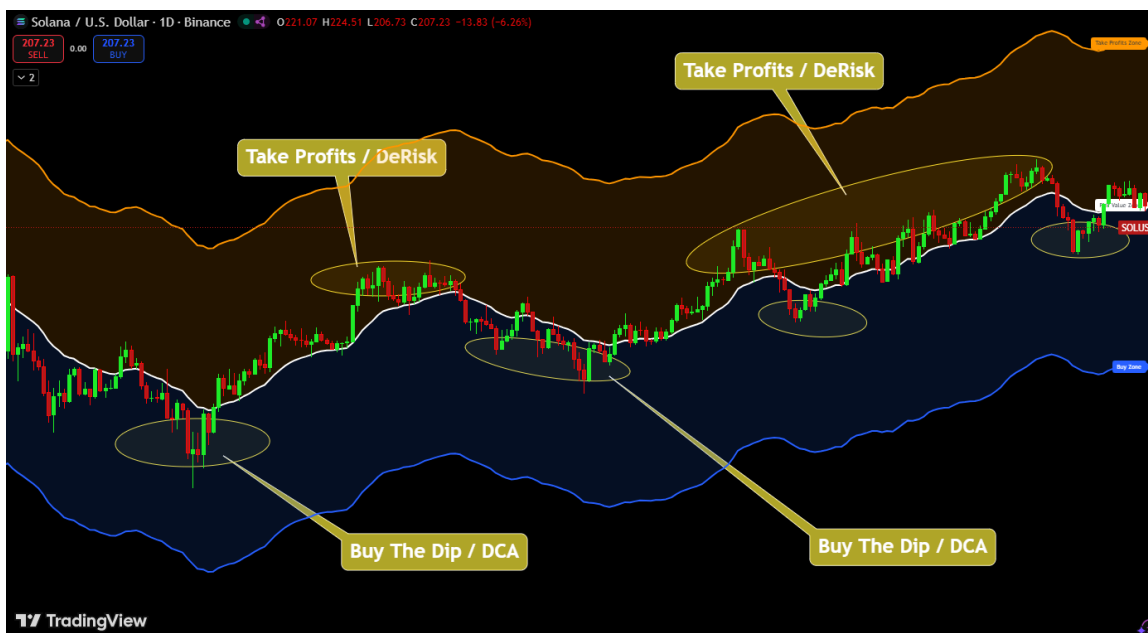 Solana / U.S. Dollar · 1D · Binance O221.07 H224.51 L206.73 C207.23 −13.83 (−6.26%)
207.23 0.00 207.23
SELL BUY
2
Take Profits Zone
Take Profits / DeRisk
Take Profits / DeRisk
Value
SOLUS
Buy Zone
Buy The Dip / DCA
Buy The Dip / DCA
TradingView